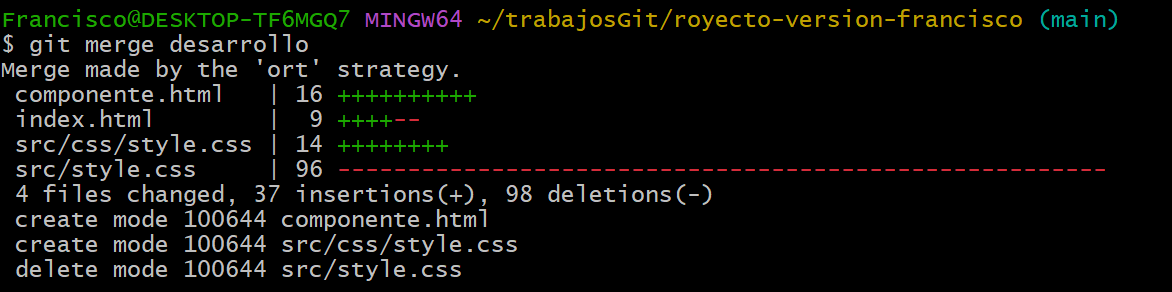 Francisco@DESKTOP-TF6MGQ7 MINGW64 ~/trabajosGit/royecto-version-francisco (main)
$ git merge desarrollo
Merge made by the 'ort' strategy.
 componente.html   | 16 ++++++++++
 index.html        |  9 ++++--
 src/css/style.css | 14 ++++++++
 src/style.css     | 96 -------------------------------------------------------
 4 files changed, 37 insertions(+), 98 deletions(-)
 create mode 100644 componente.html
 create mode 100644 src/css/style.css
 delete mode 100644 src/style.css